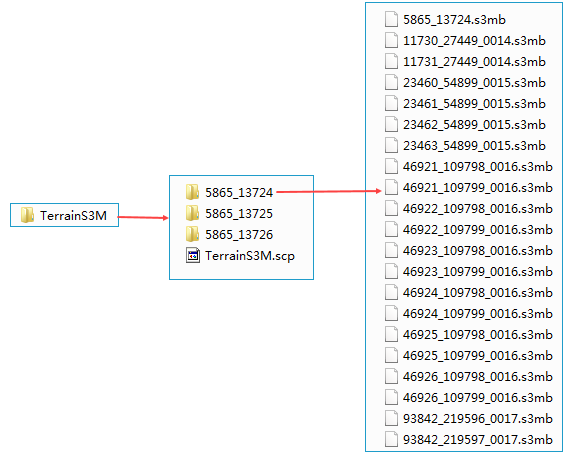 TerrainS3M
5865_13724
5865_13725
5865_13726
TerrainS3M.scp
5865_13724.s3mb
11730_27449_0014.s3mb
11731_27449_0014.s3mb
23460_54899_0015.s3mb
23461_54899_0015.s3mb
23462_54899_0015.s3mb
23463_54899_0015.s3mb
46921_109798_0016.s3mb
46921_109799_0016.s3mb
46922_109798_0016.s3mb
46922_109799_0016.s3mb
46923_109798_0016.s3mb
46923_109799_0016.s3mb
46924_109798_0016.s3mb
46924_109799_0016.s3mb
46925_109798_0016.s3mb
46925_109799_0016.s3mb
46926_109798_0016.s3mb
46926_109799_0016.s3mb
93842_219596_0017.s3mb
93842_219597_0017.s3mb